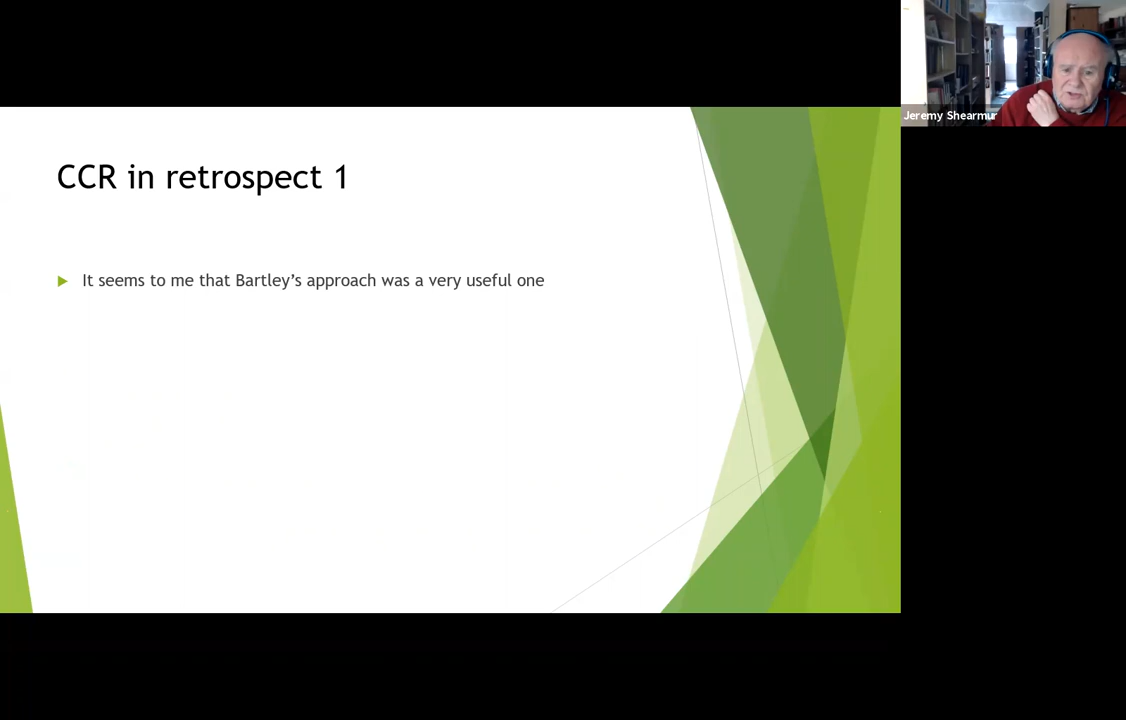 Jeremy Shearmur
CCR in retrospect 1
It seems to me that Bartley’s approach was a very useful one